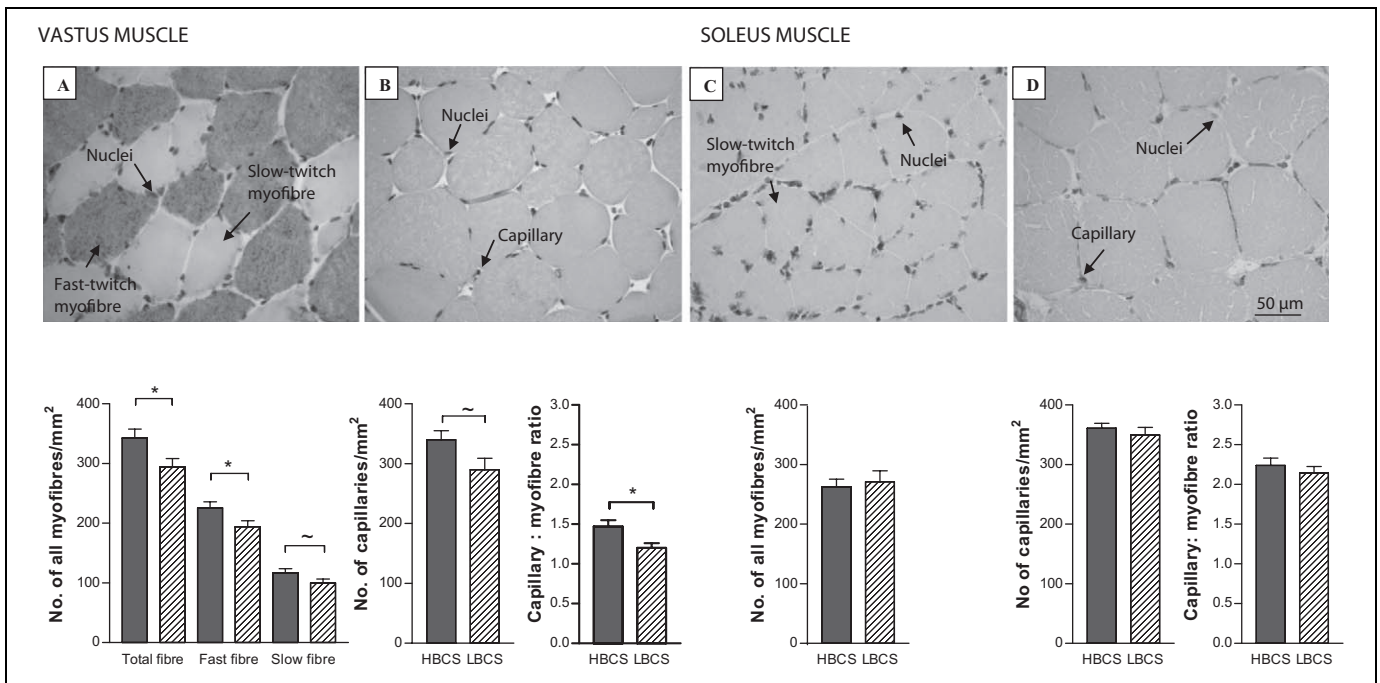 VASTUS MUSCLE
SOLEUS MUSCLE
A
Nuclei
Slow-twitch
myofibre
Fast-twitch
myofibre
B
Nuclei
Capillary
C
Slow-twitch
myofibre
Nuclei
D
Nuclei
Capillary
50 µm
No. of all myofibres/mm²
400
300
200
100
0
*
*
~
Total fibre Fast fibre Slow fibre
No. of capillaries/mm²
400
300
200
100
0
~
HBCS LBCS
Capillary : myofibre ratio
3.0
2.5
2.0
1.5
1.0
0.5
0.0
*
HBCS LBCS
No. of all myofibres/mm²
400
300
200
100
0
HBCS LBCS
No of capillaries/mm²
400
300
200
100
0
HBCS LBCS
Capillary: myofibre ratio
3.0
2.5
2.0
1.5
1.0
0.5
0.0
HBCS LBCS